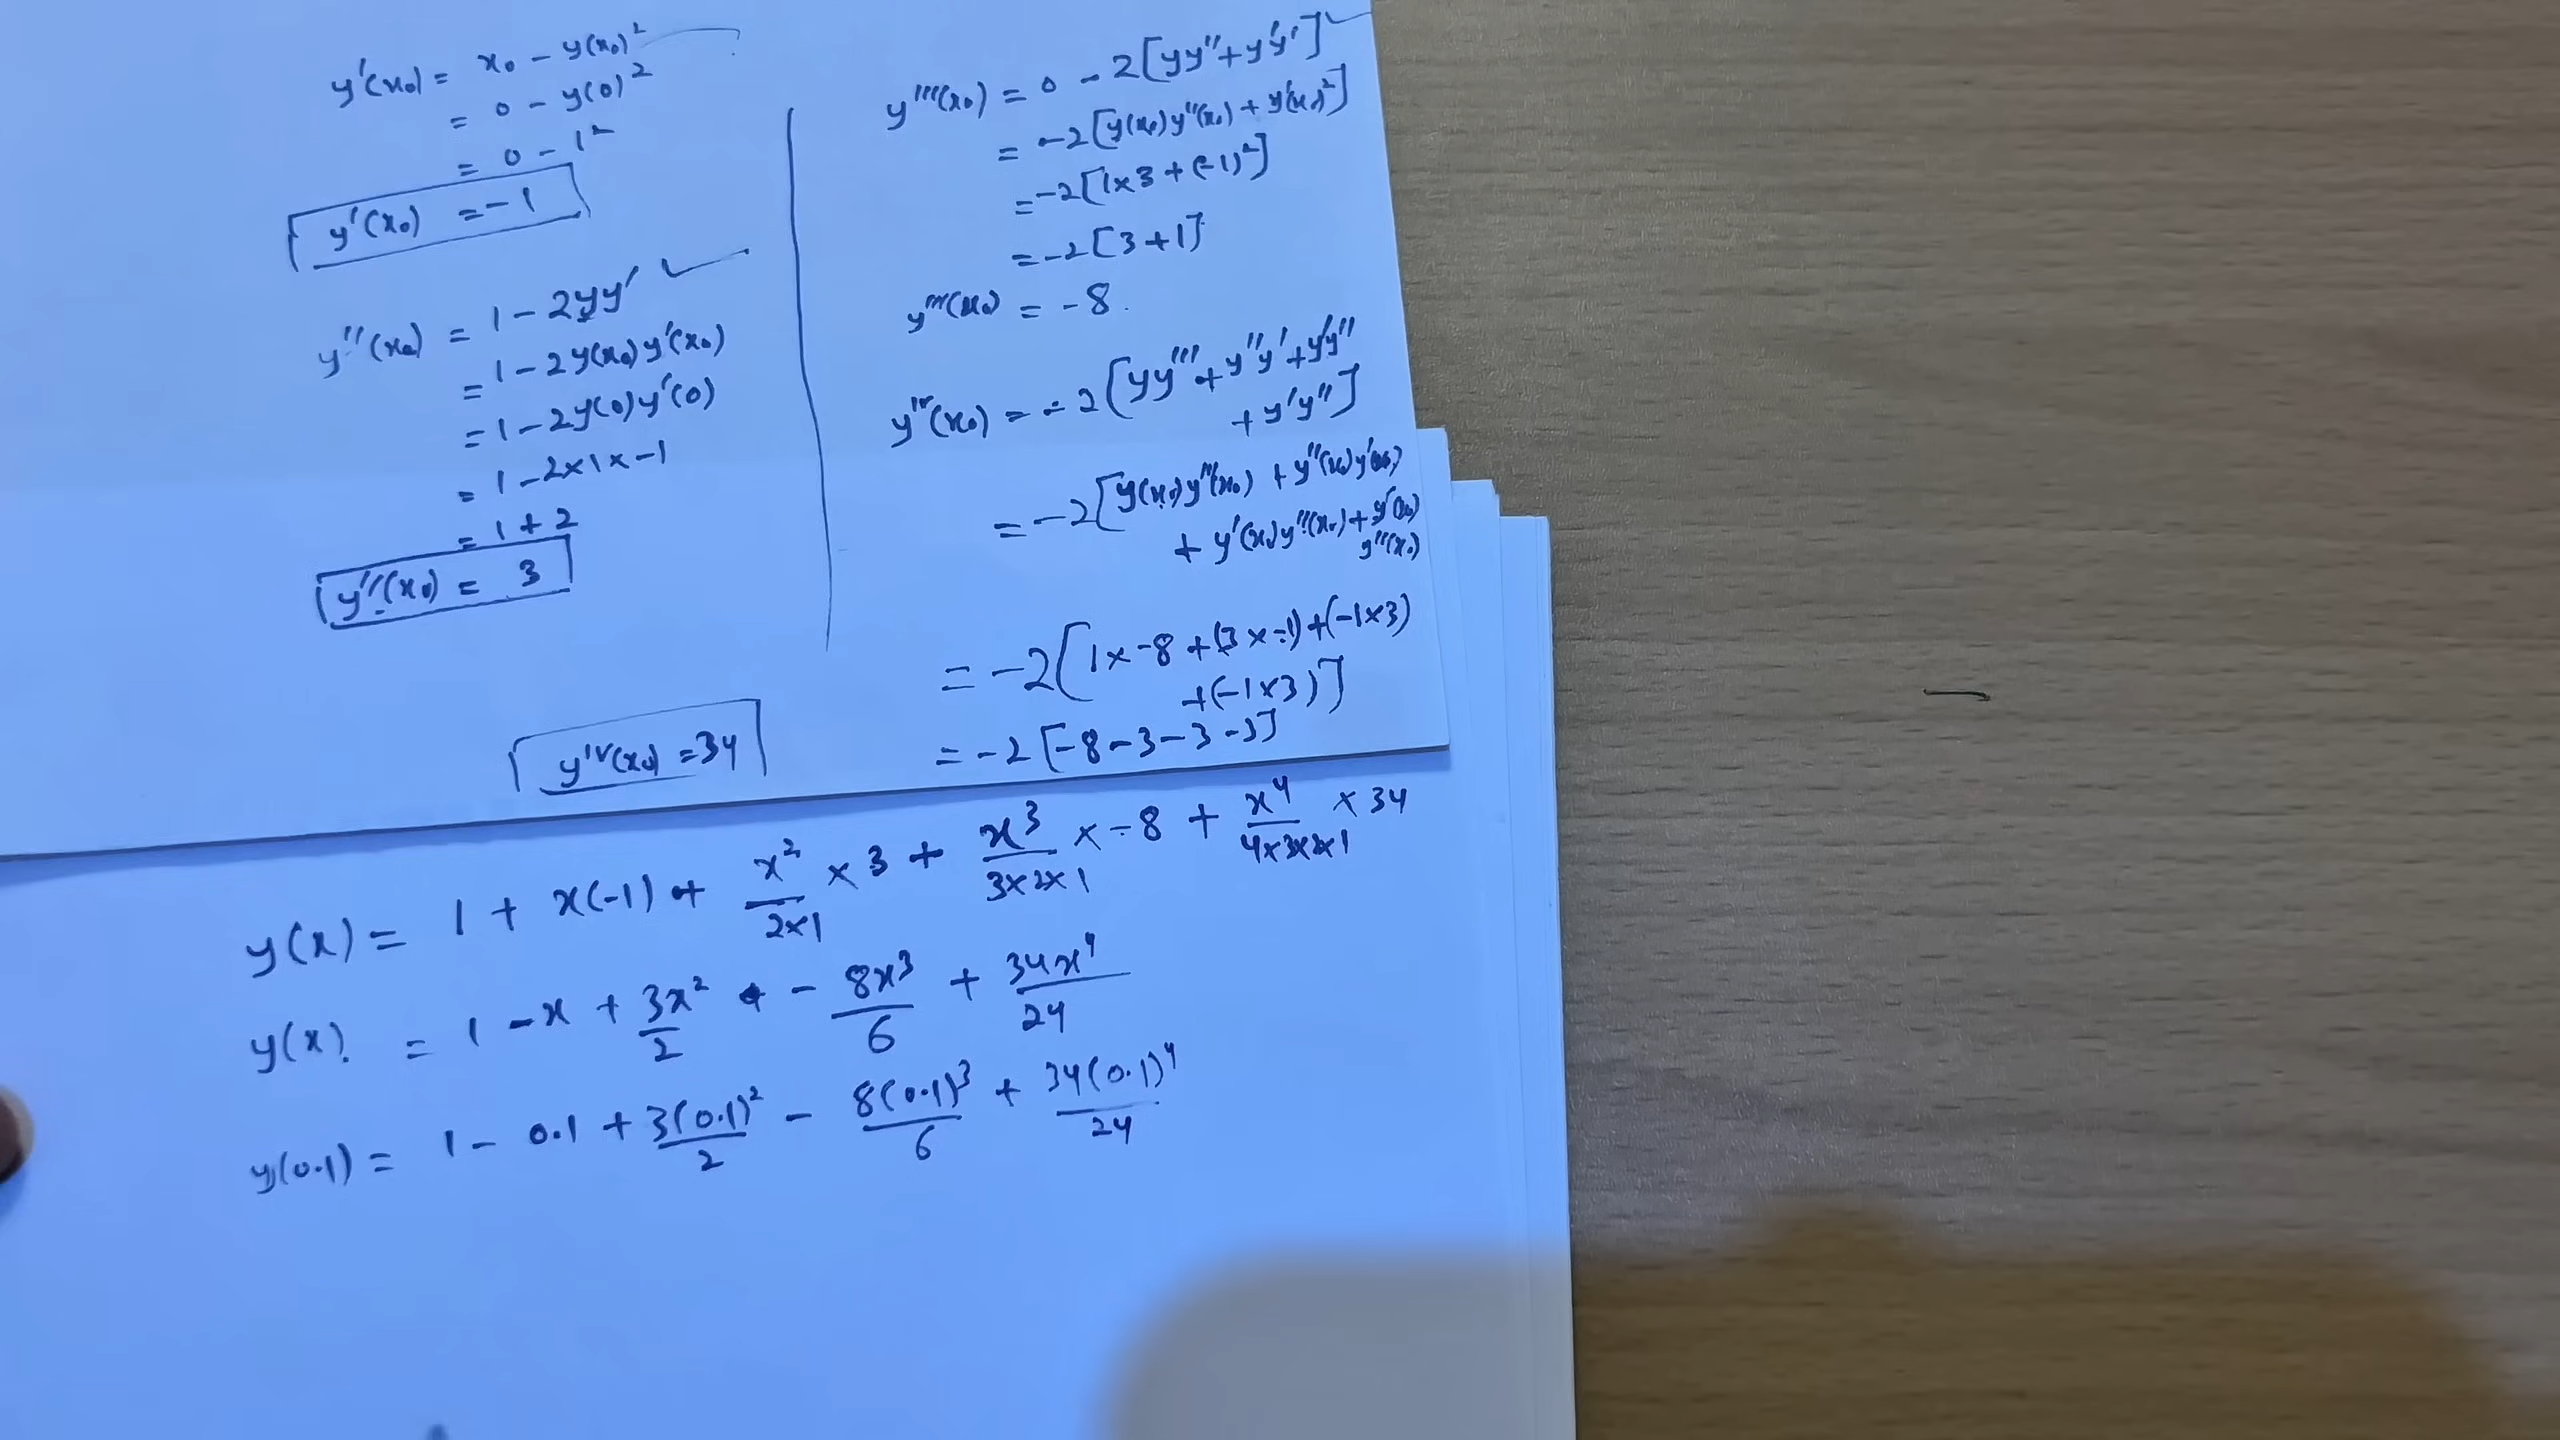 y'(x₀) = x₀ - y(x₀)²
= 0 - y(0)²
= 0 - 1²
y'(x₀) = -1
y''(x₀) = 1 - 2yy'
= 1 - 2y(x₀)y'(x₀)
= 1 - 2y(0)y'(0)
= 1 - 2×1×-1
= 1 + 2
y''(x₀) = 3
y'''(x₀) = 0 - 2[yy'' + y'y']
= -2[y(x₀)y''(x₀) + y'(x₀)²]
= -2[1×3 + (-1)²]
= -2[3+1]
y'''(x₀) = -8.
yⁱᵛ(x₀) = -2[yy''' + y''y' + y'y''
+ y'y'']
= -2[y(x₀)y'''(x₀) + y''(x₀)y'(x₀)
+ y'(x₀)y''(x₀) + y'(x₀)
y''(x₀)
= -2[1×-8 + (3×-1) + (-1×3)
+ (-1×3)]
= -2[-8-3-3-3]
yⁱᵛ(x₀) = 34
y(x) = 1 + x(-1) + x²/2×1 × 3 + x³/3×2×1 × -8 + x⁴/4×3×2×1 × 34
y(x) = 1 - x + 3x²/2 - 8x³/6 + 34x⁴/24
y(0.1) = 1 - 0.1 + 3(0.1)²/2 - 8(0.1)³/6 + 34(0.1)⁴/24